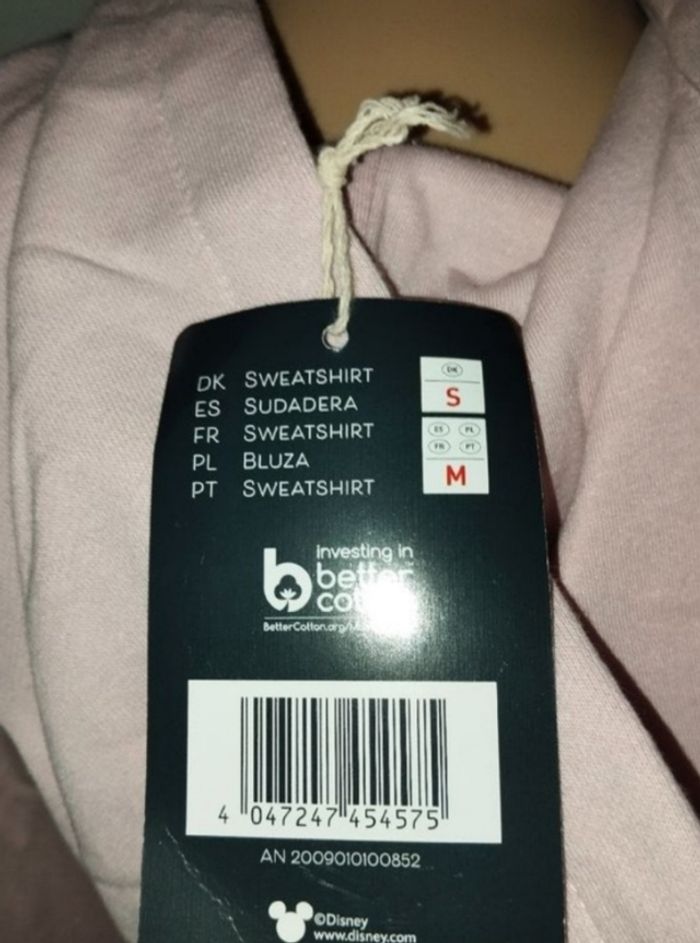 DK SWEATSHIRT
ES SUDADERA
FR SWEATSHIRT
PL BLUZA
PT SWEATSHIRT
DK
S
ES PL
FR PT
M
investing in
better
BetterCotton.org/
4 047247 454575
AN 2009010100852
©Disney
www.disney.com